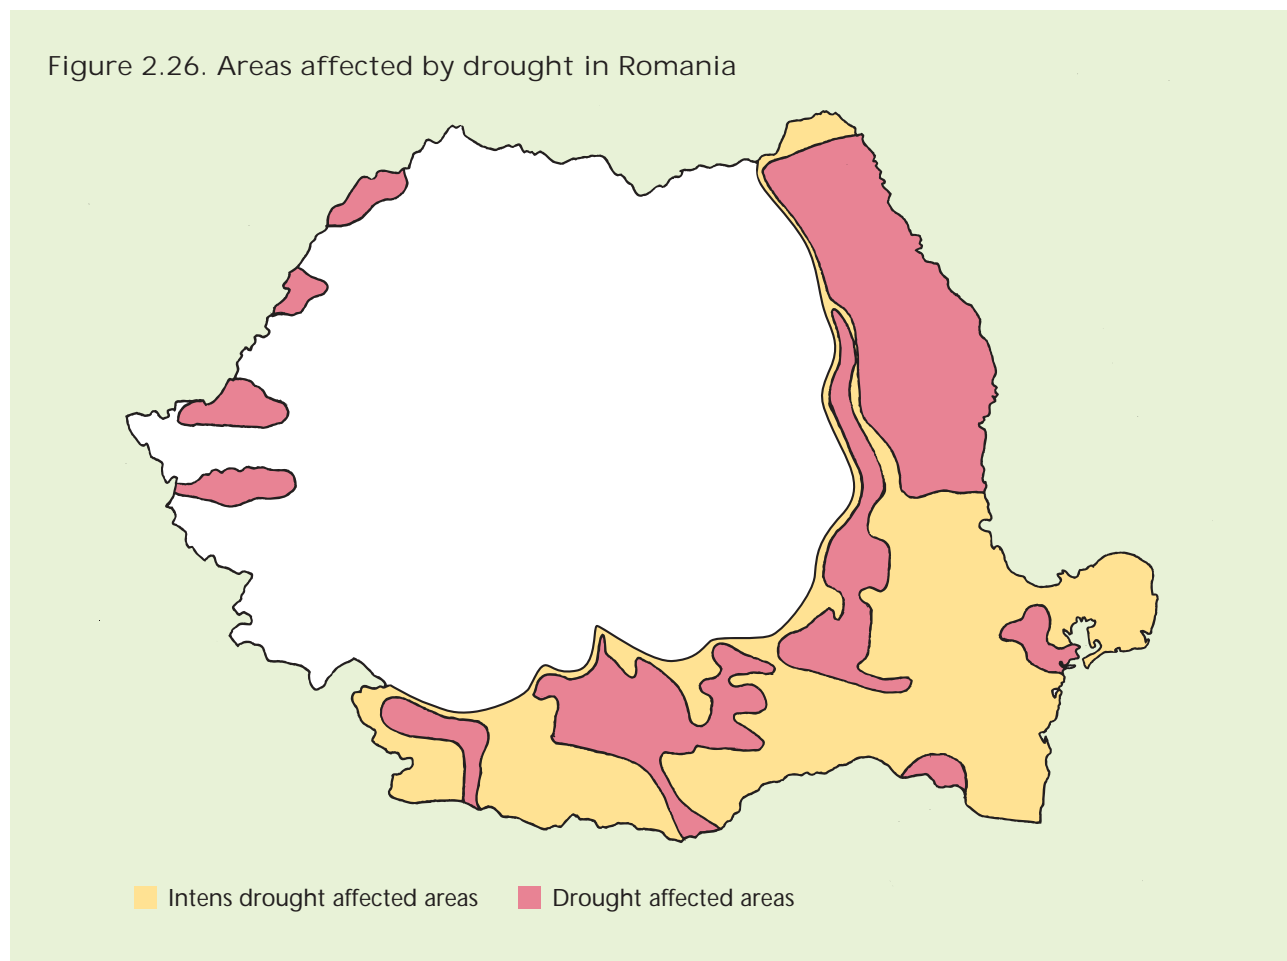 Figure 2.26. Areas affected by drought in Romania
Intens drought affected areas
Drought affected areas